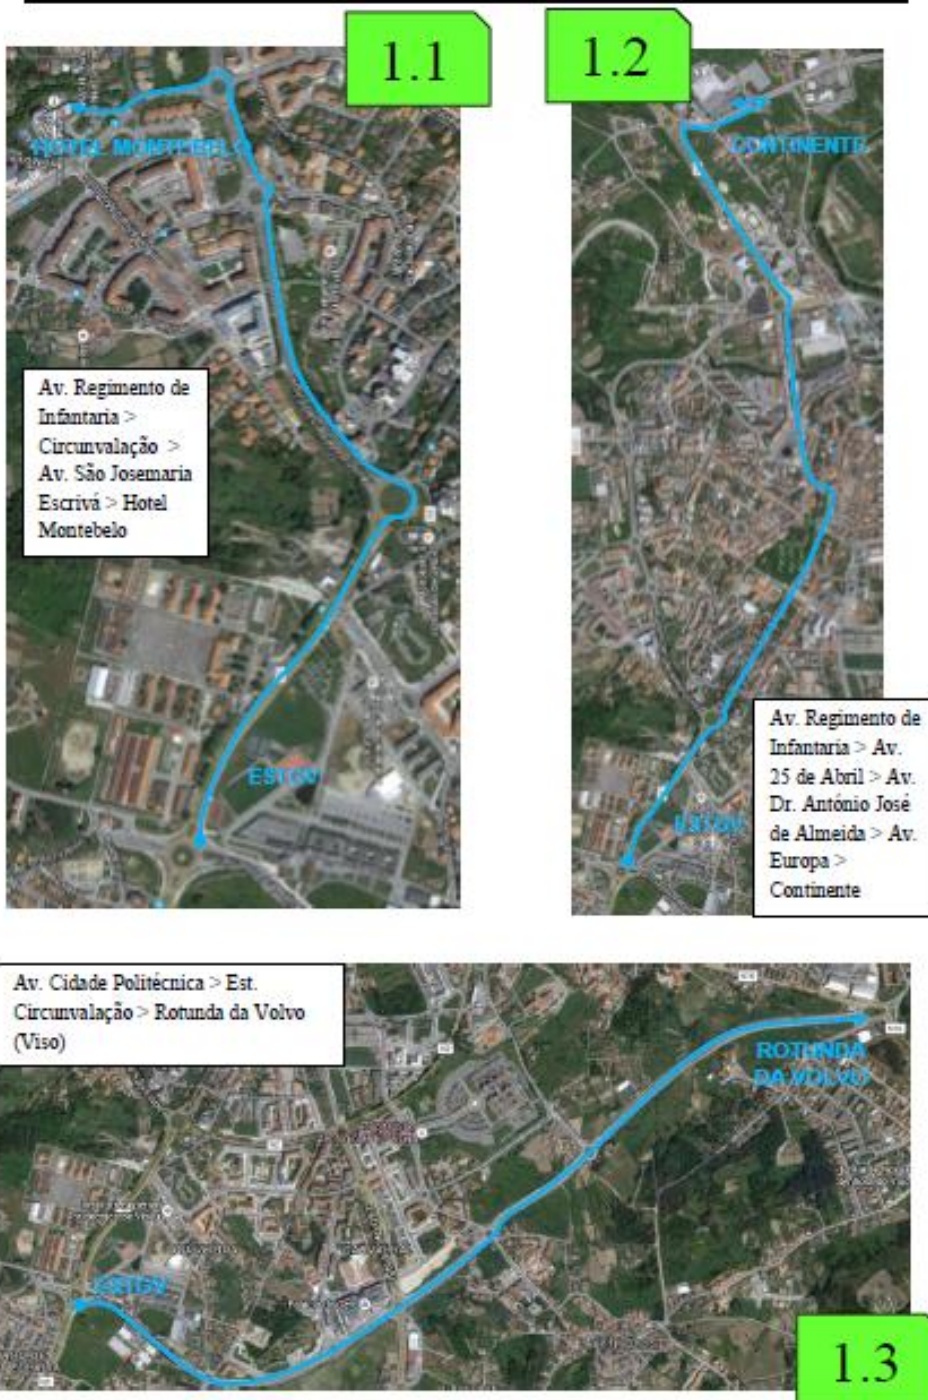 1.1
1.2
HOTEL MONTEBELO
CONTINENTE
Av. Regimento de
Infantaria >
Circunvalação >
Av. São Josemaria
Escrivá > Hotel
Montebelo
ESTGV
Av. Regimento de
Infantaria > Av.
25 de Abril > Av.
Dr. António José
de Almeida > Av.
Europa >
Continente
ESTGV
Av. Cidade Politécnica > Est.
Circunvalação > Rotunda da Volvo
(Viso)
ROTUNDA
DA VOLVO
ESTGV
1.3